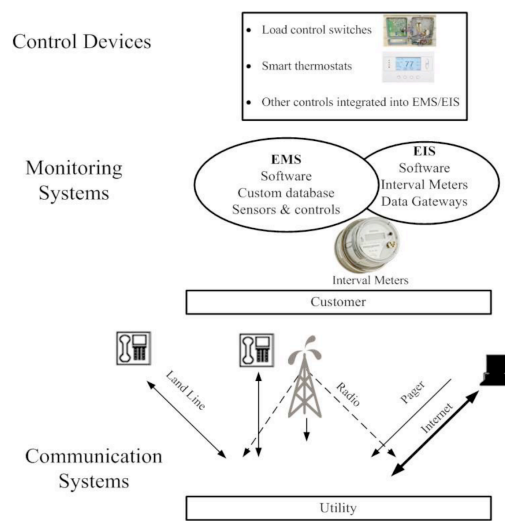 Control Devices
• Load control switches
• Smart thermostats
• Other controls integrated into EMS/EIS
Monitoring
Systems
EMS
Software
Custom database
Sensors & controls
EIS
Software
Interval Meters
Data Gateways
Interval Meters
Customer
Land Line
Radio
Pager
Internet
Communication
Systems
Utility